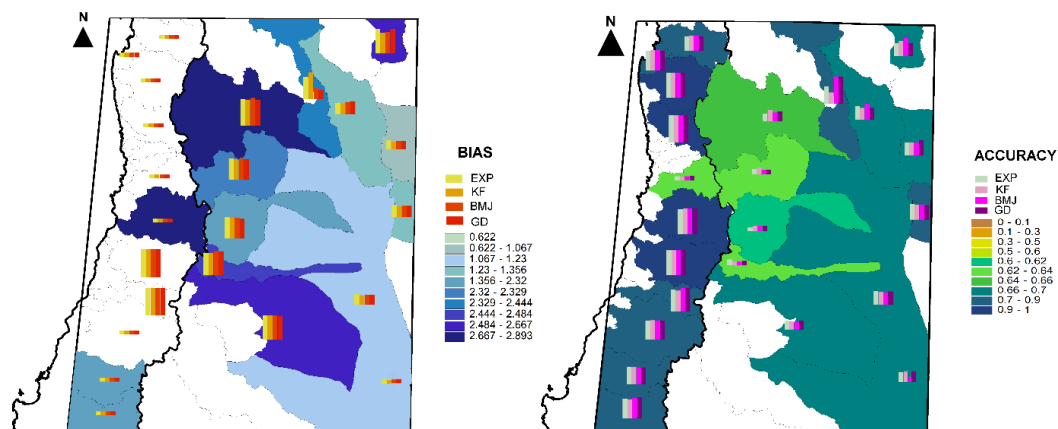 N
BIAS
EXP
KF
BMJ
GD
0.622
0.622 - 1.067
1.067 - 1.23
1.23 - 1.356
1.356 - 2.32
2.32 - 2.329
2.329 - 2.444
2.444 - 2.484
2.484 - 2.667
2.667 - 2.893
N
ACCURACY
EXP
KF
BMJ
GD
0 - 0.1
0.1 - 0.3
0.3 - 0.5
0.5 - 0.6
0.6 - 0.62
0.62 - 0.64
0.64 - 0.66
0.66 - 0.7
0.7 - 0.9
0.9 - 1